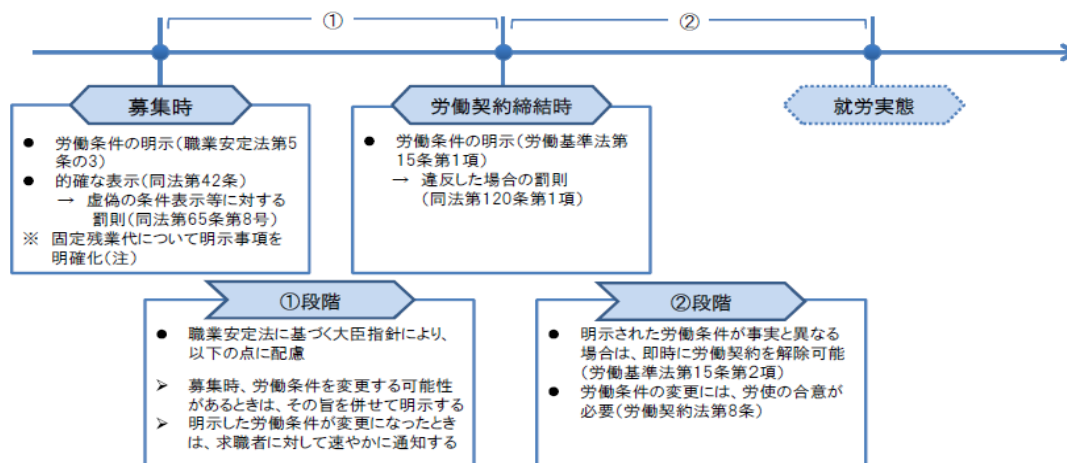 ①
②
募集時
● 労働条件の明示(職業安定法第5
条の3)
● 的確な表示(同法第42条)
→ 虚偽の条件表示等に対する
罰則(同法第65条第8号)
※ 固定残業代について明示事項を
明確化(注)
労働契約締結時
● 労働条件の明示(労働基準法第
15条第1項)
→ 違反した場合の罰則
(同法第120条第1項)
就労実態
①段階
● 職業安定法に基づく大臣指針により、
以下の点に配慮
➢ 募集時、労働条件を変更する可能性
があるときは、その旨を併せて明示する
➢ 明示した労働条件が変更になったとき
は、求職者に対して速やかに通知する
②段階
● 明示された労働条件が事実と異なる
場合は、即時に労働契約を解除可能
(労働基準法第15条第2項)
● 労働条件の変更には、労使の合意が
必要(労働契約法第8条)